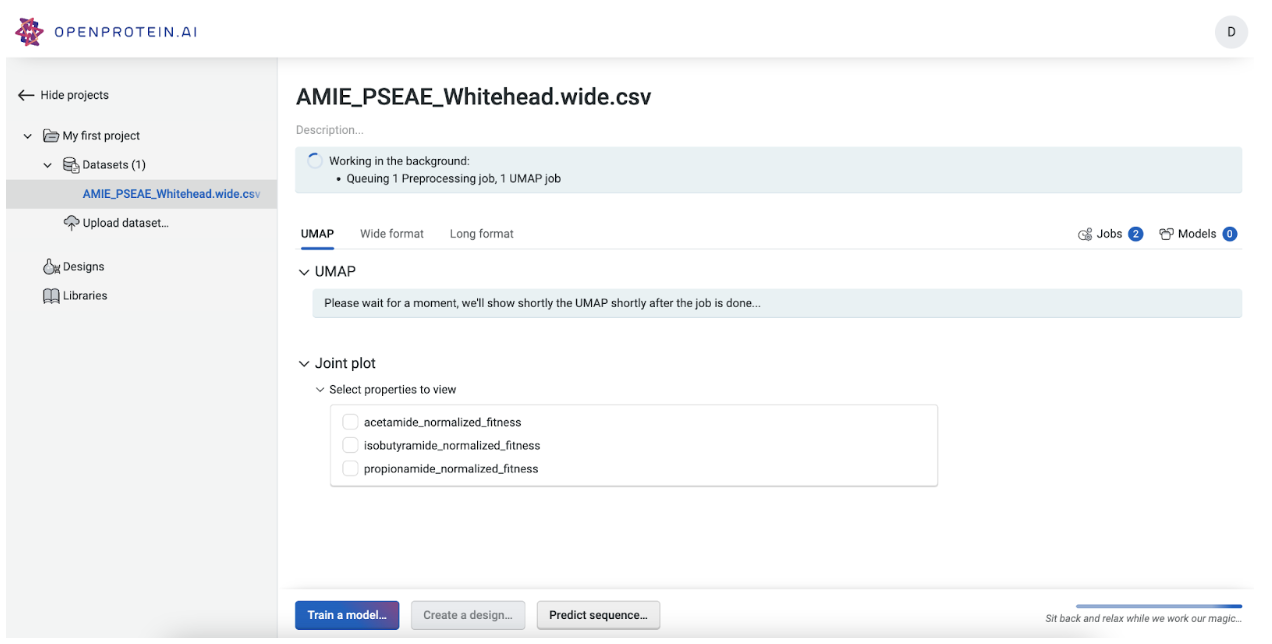 OPENPROTEIN.AI
D
Hide projects
My first project
Datasets (1)
AMIE_PSEAE_Whitehead.wide.csv
Upload dataset...
Designs
Libraries
AMIE_PSEAE_Whitehead.wide.csv
Description...
Working in the background:
• Queuing 1 Preprocessing job, 1 UMAP job
UMAP Wide format Long format Jobs 2 Models 0
UMAP
Please wait for a moment, we'll show shortly the UMAP shortly after the job is done...
Joint plot
Select properties to view
acetamide_normalized_fitness
isobutyramide_normalized_fitness
propionamide_normalized_fitness
Train a model... Create a design... Predict sequence...
Sit back and relax while we work our magic...